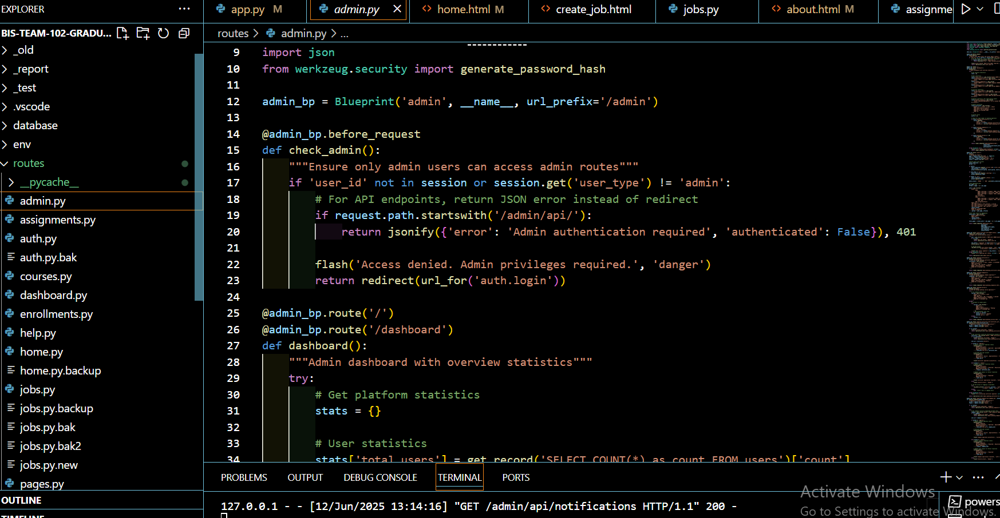 EXPLORER
BIS-TEAM-102-GRADU...
_old
_report
_test
.vscode
database
env
routes
__pycache__
admin.py
assignments.py
auth.py
auth.py.bak
courses.py
dashboard.py
enrollments.py
help.py
home.py
home.py.backup
jobs.py
jobs.py.backup
jobs.py.bak
jobs.py.bak2
jobs.py.new
pages.py
OUTLINE
TIMELINE
app.py M
admin.py
home.html M
create_job.html
jobs.py
about.html M
assignme
routes > admin.py > ...
9 import json
10 from werkzeug.security import generate_password_hash
11
12 admin_bp = Blueprint('admin', __name__, url_prefix='/admin')
13
14 @admin_bp.before_request
15 def check_admin():
16 """Ensure only admin users can access admin routes"""
17 if 'user_id' not in session or session.get('user_type') != 'admin':
18 # For API endpoints, return JSON error instead of redirect
19 if request.path.startswith('/admin/api/'):
20 return jsonify({'error': 'Admin authentication required', 'authenticated': False}), 401
21
22 flash('Access denied. Admin privileges required.', 'danger')
23 return redirect(url_for('auth.login'))
24
25 @admin_bp.route('/')
26 @admin_bp.route('/dashboard')
27 def dashboard():
28 """Admin dashboard with overview statistics"""
29 try:
30 # Get platform statistics
31 stats = {}
32
33 # User statistics
34 stats['total_users'] = get_record('SELECT COUNT(*) as count FROM users')['count']
PROBLEMS
OUTPUT
DEBUG CONSOLE
TERMINAL
PORTS
127.0.0.1 - - [12/Jun/2025 13:14:16] "GET /admin/api/notifications HTTP/1.1" 200 -
powers
Activate Windows
Go to Settings to activate Windows.